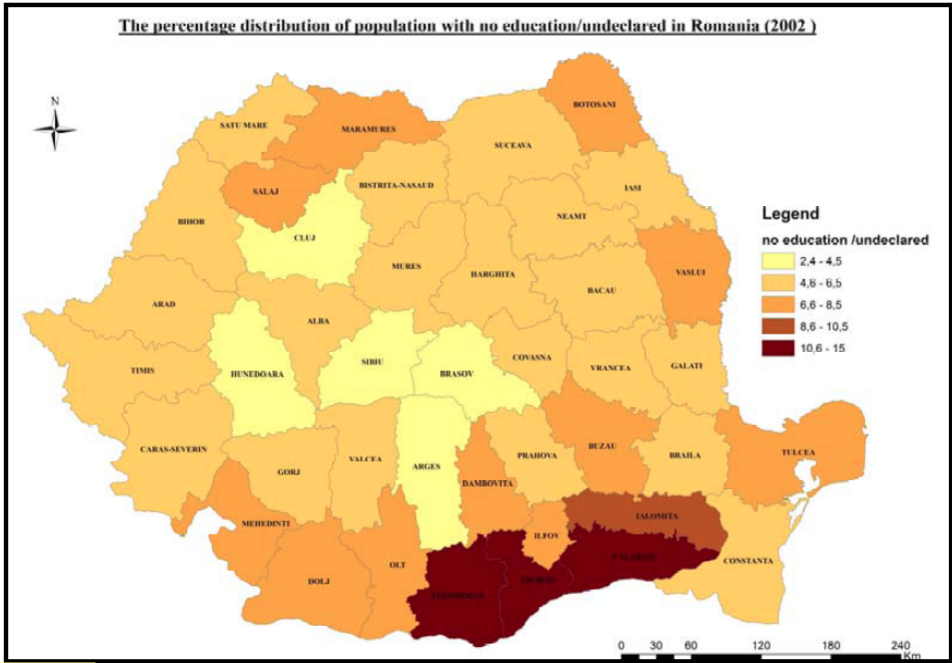 The percentage distribution of population with no education/undeclared in Romania (2002 )
N
BOTOSANI
SATU MARE
MARAMURES
SUCEAVA
SALAJ
BISTRITA-NASAUD
IASI
BIHOR
CLUJ
NEAMT
MURES
HARGHITA
VASLUI
BACAU
ARAD
ALBA
TIMIS
HUNEDOARA
SIBIU
BRASOV
COVASNA
VRANCEA
GALATI
CARAS-SEVERIN
GORJ
VALCEA
ARGES
PRAHOVA
BUZAU
BRAILA
TULCEA
DAMBOVITA
MEHEDINTI
IALOMITA
ILFOV
CALARASI
CONSTANTA
OLT
DOLJ
GIURGIU
TELEORMAN
Legend
no education /undeclared
2,4 - 4,5
4,6 - 6,5
6,6 - 8,5
8,6 - 10,5
10,6 - 15
0 30 60 120 180 240
Km